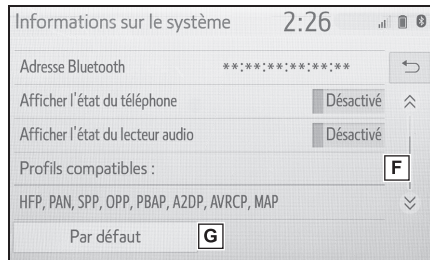 Informations sur le système 2:26
Adresse Bluetooth **:**:**:**:**:**
Afficher l'état du téléphone Désactivé
Afficher l'état du lecteur audio Désactivé
Profils compatibles :
F
HFP, PAN, SPP, OPP, PBAP, A2DP, AVRCP, MAP
Par défaut G